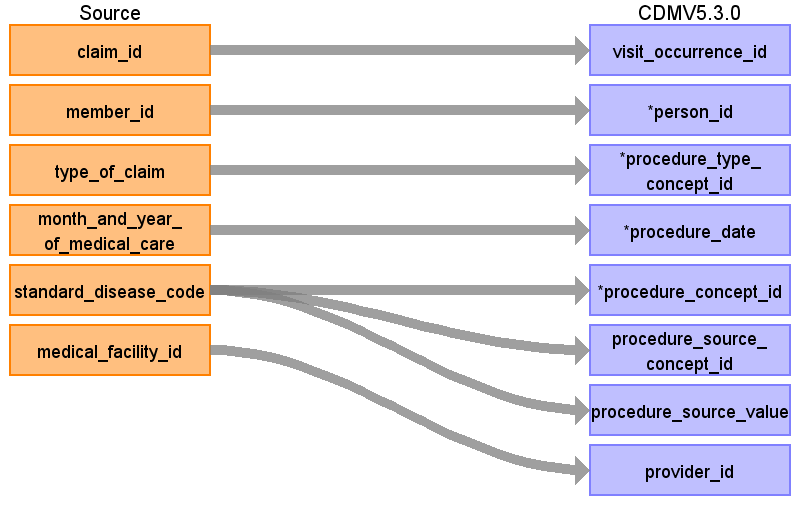 Source
CDMV5.3.0
claim_id
visit_occurrence_id
member_id
*person_id
type_of_claim
*procedure_type_
concept_id
month_and_year_
of_medical_care
*procedure_date
standard_disease_code
*procedure_concept_id
medical_facility_id
procedure_source_
concept_id
procedure_source_value
provider_id